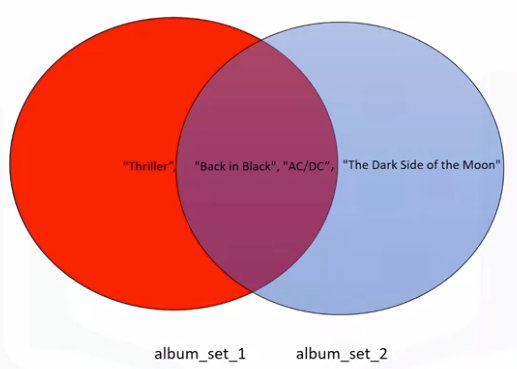 "Thriller", "Back in Black", "AC/DC", "The Dark Side of the Moon"
album_set_1 album_set_2